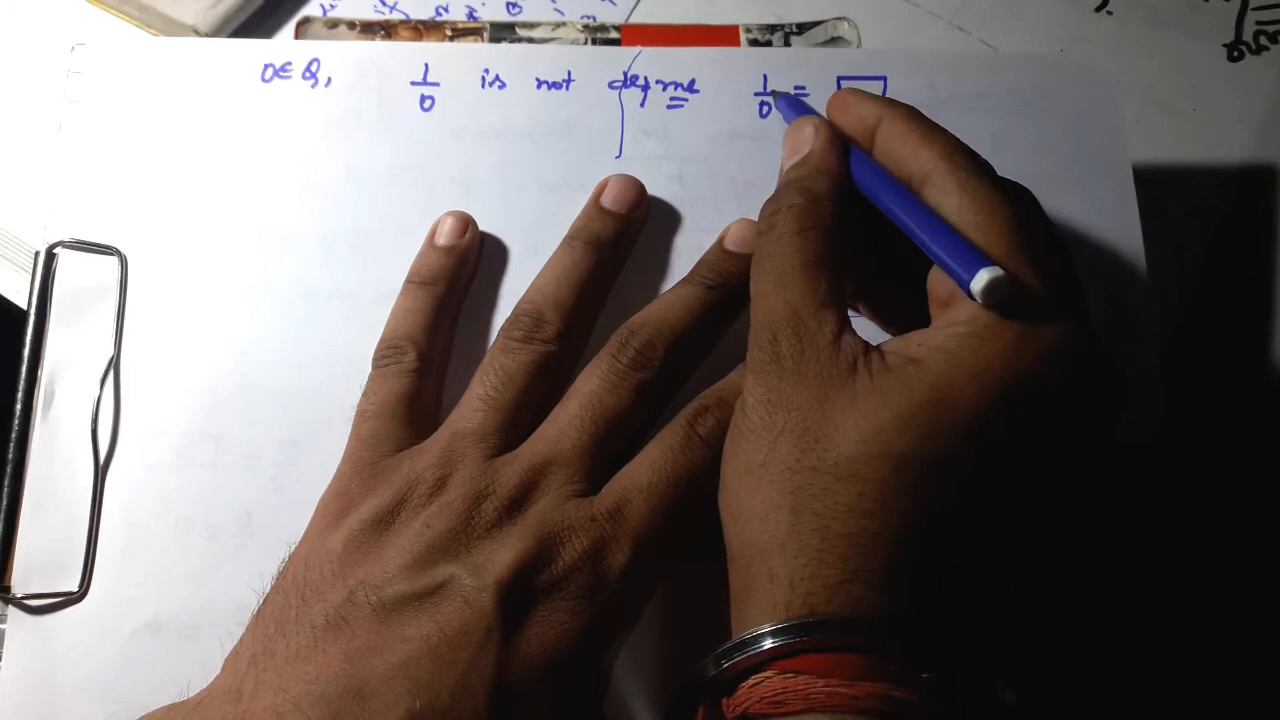 0 ∈ Q, 1/0 is not define 1/0 = □